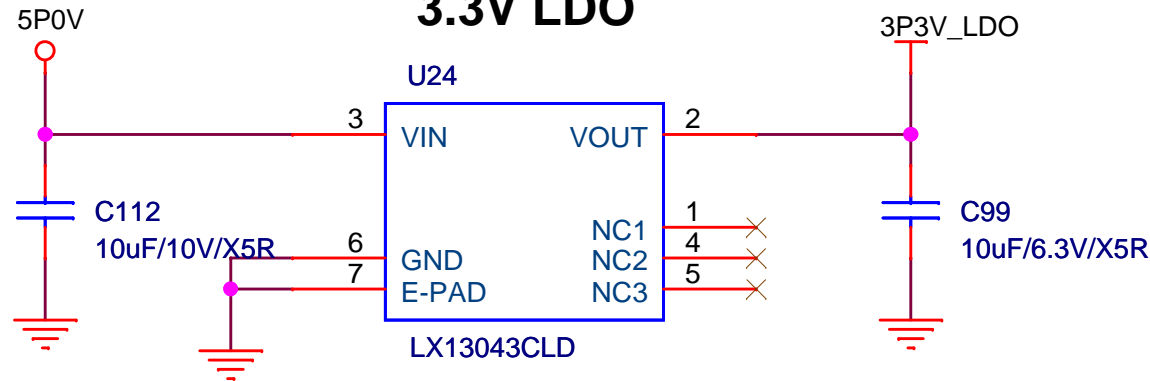 3.3V LDO
5P0V
3P3V_LDO
U24
3
VIN
VOUT
2
C112
10uF/10V/X5R
C99
10uF/6.3V/X5R
NC1
1
6
GND
NC2
4
7
E-PAD
NC3
5
LX13043CLD